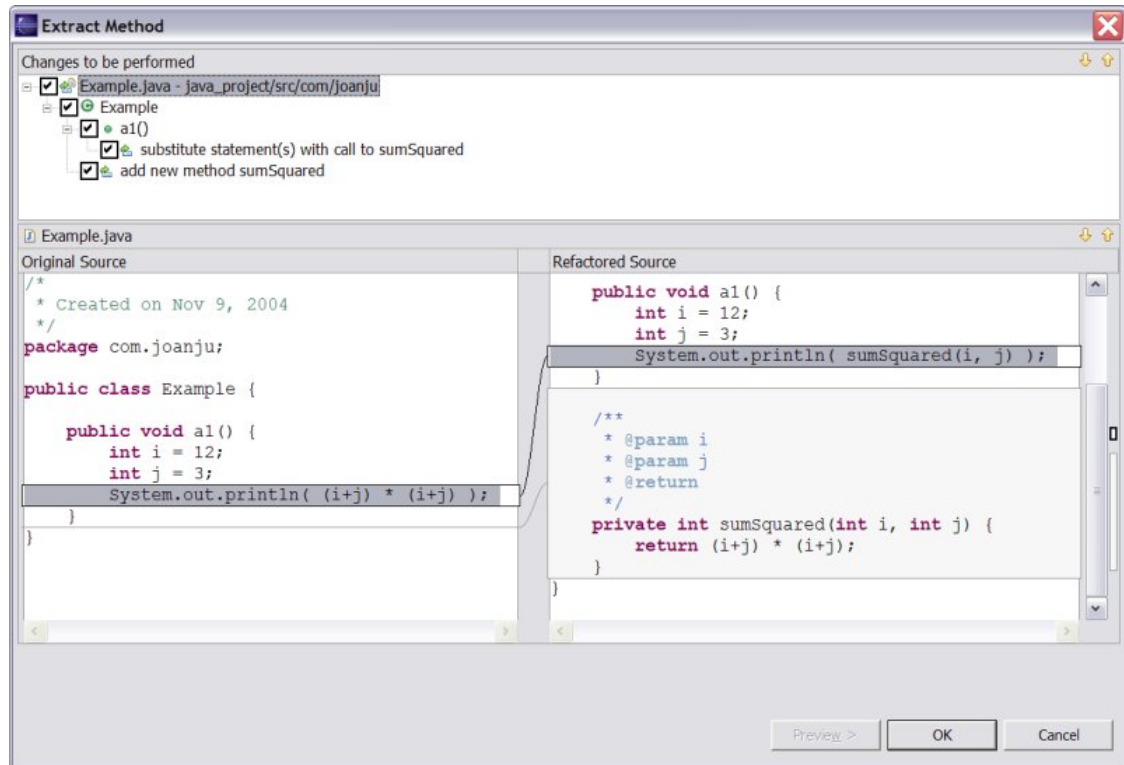 Extract Method
Changes to be performed
Example.java - java_project/src/com/joanju
Example
a1()
substitute statement(s) with call to sumSquared
add new method sumSquared
Example.java
Original Source
/*
 * Created on Nov 9, 2004
 */
package com.joanju;
public class Example {
    public void a1() {
        int i = 12;
        int j = 3;
        System.out.println( (i+j) * (i+j) );
    }
}
Refactored Source
    public void a1() {
        int i = 12;
        int j = 3;
        System.out.println( sumSquared(i, j) );
    }
    /**
     * @param i
     * @param j
     * @return
     */
    private int sumSquared(int i, int j) {
        return (i+j) * (i+j);
    }
}
Preview >
OK
Cancel